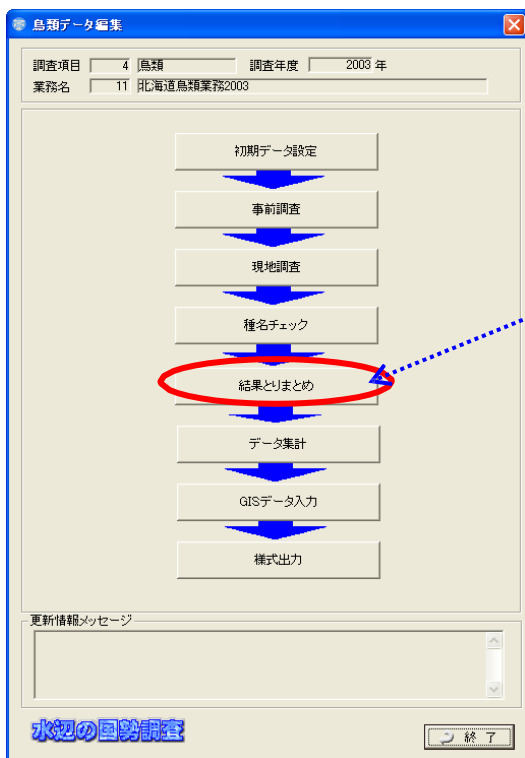 鳥類データ編集
調査項目 4 鳥類 調査年度 2003 年
業務名 11 北海道鳥類業務2003
初期データ設定
事前調査
現地調査
種名チェック
結果とりまとめ
データ集計
GISデータ入力
様式出力
更新情報メッセージ
水辺の国勢調査
終 了